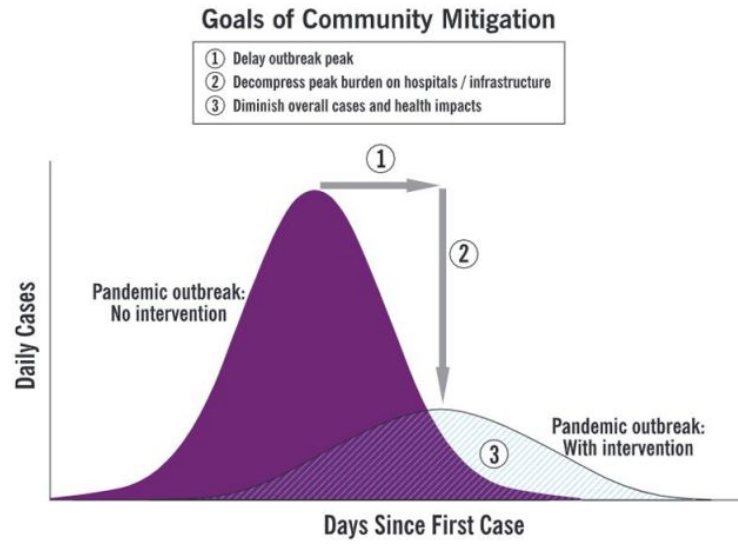 Goals of Community Mitigation
① Delay outbreak peak
② Decompress peak burden on hospitals / infrastructure
③ Diminish overall cases and health impacts
①
②
Pandemic outbreak:
No intervention
Daily Cases
Pandemic outbreak:
With intervention
③
Days Since First Case